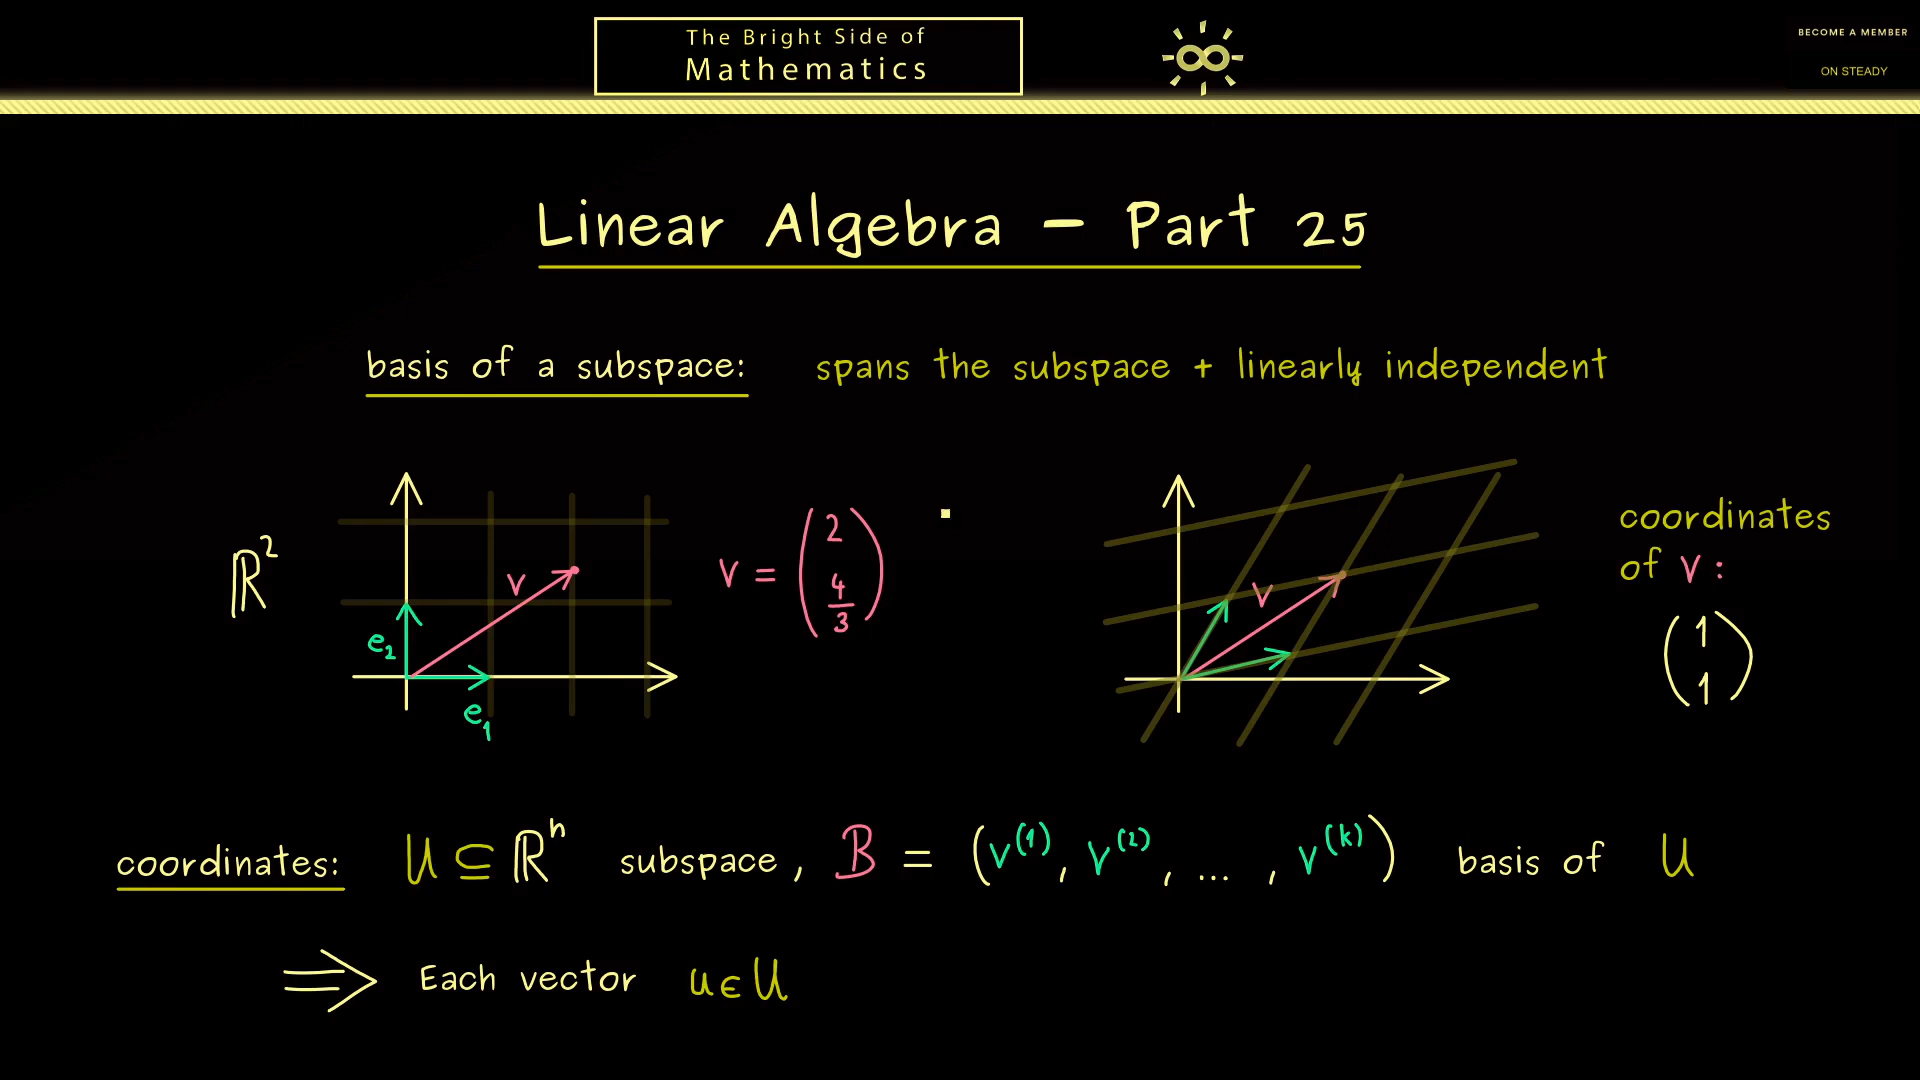 The Bright Side of
Mathematics
BECOME A MEMBER
ON STEADY
Linear Algebra – Part 25
basis of a subspace: spans the subspace + linearly independent
ℝ² e₂ e₁ v v = (2 4/3) v coordinates of v: (1 1)
coordinates: U ⊆ ℝⁿ subspace, B = (v⁽¹⁾, v⁽²⁾, ... , v⁽ᵏ⁾) basis of U
⟹ Each vector u ∈ U